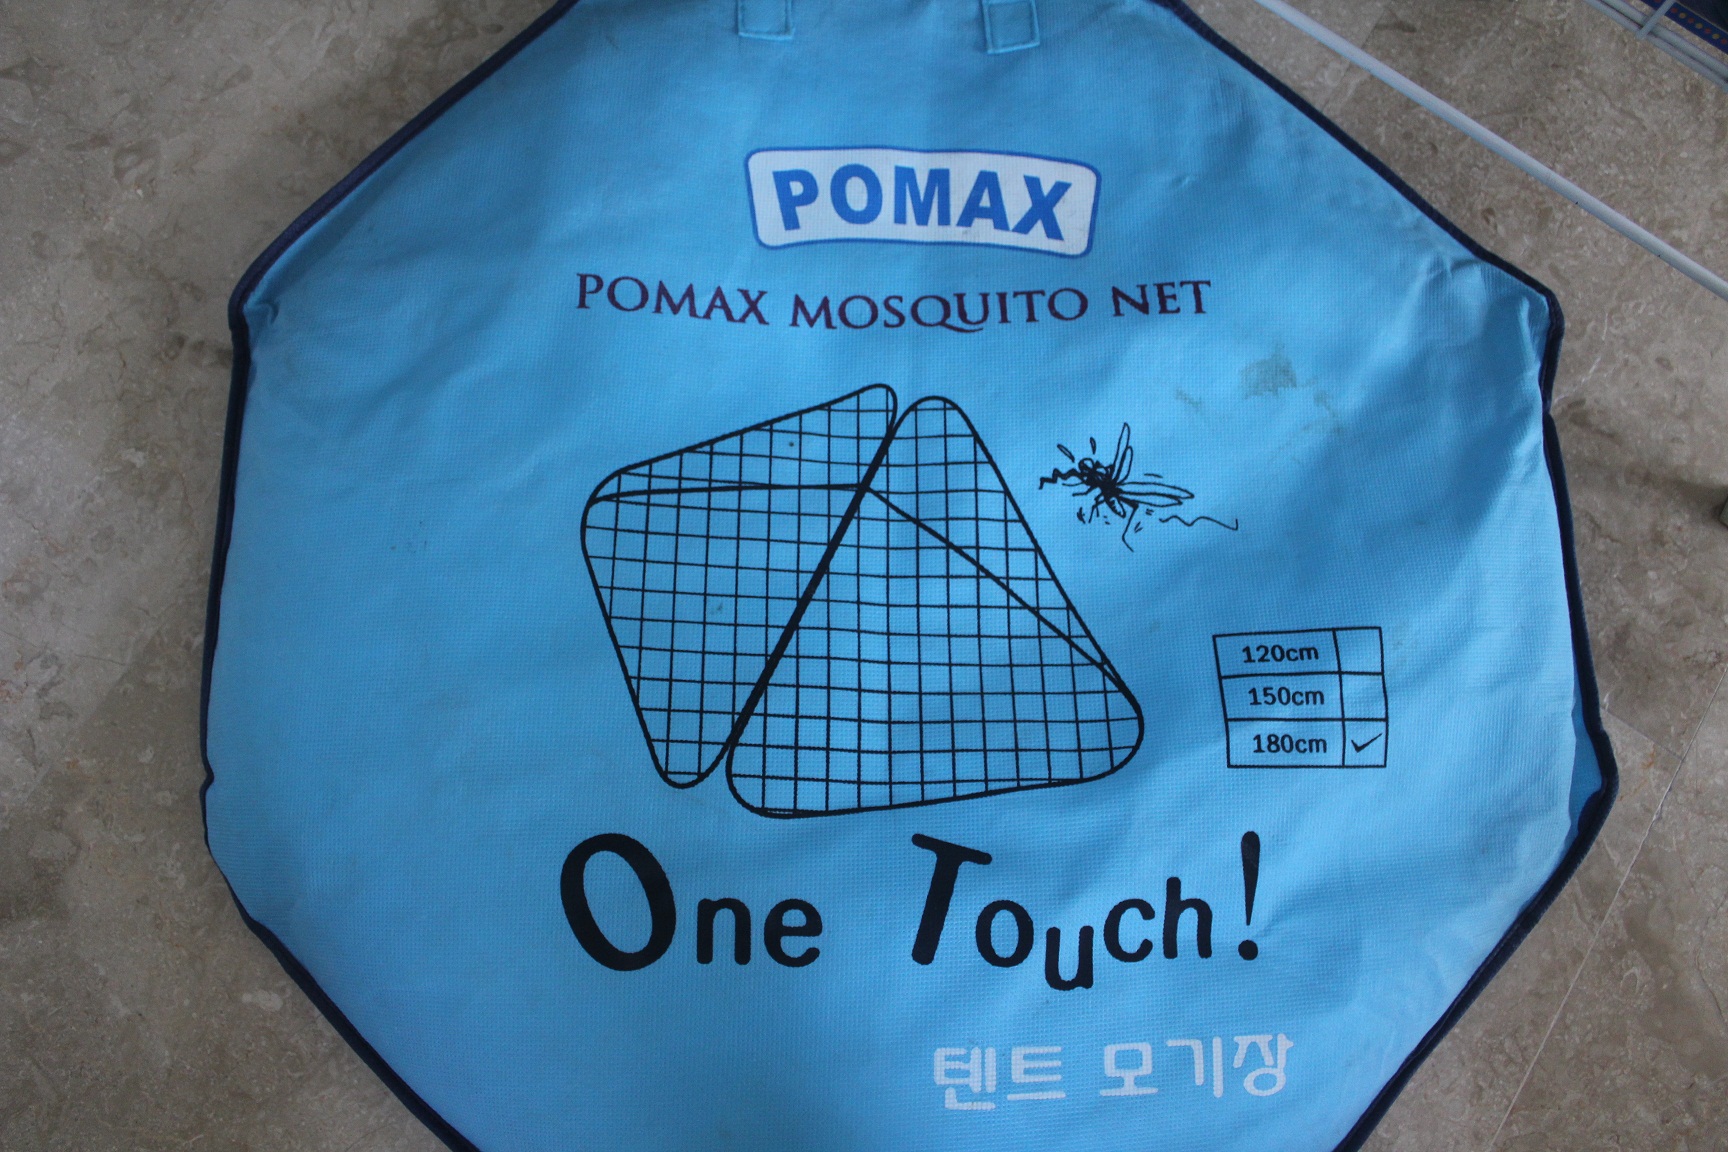 POMAX
POMAX MOSQUITO NET
120cm
150cm
180cm ✓
One Touch!
텐트 모기장